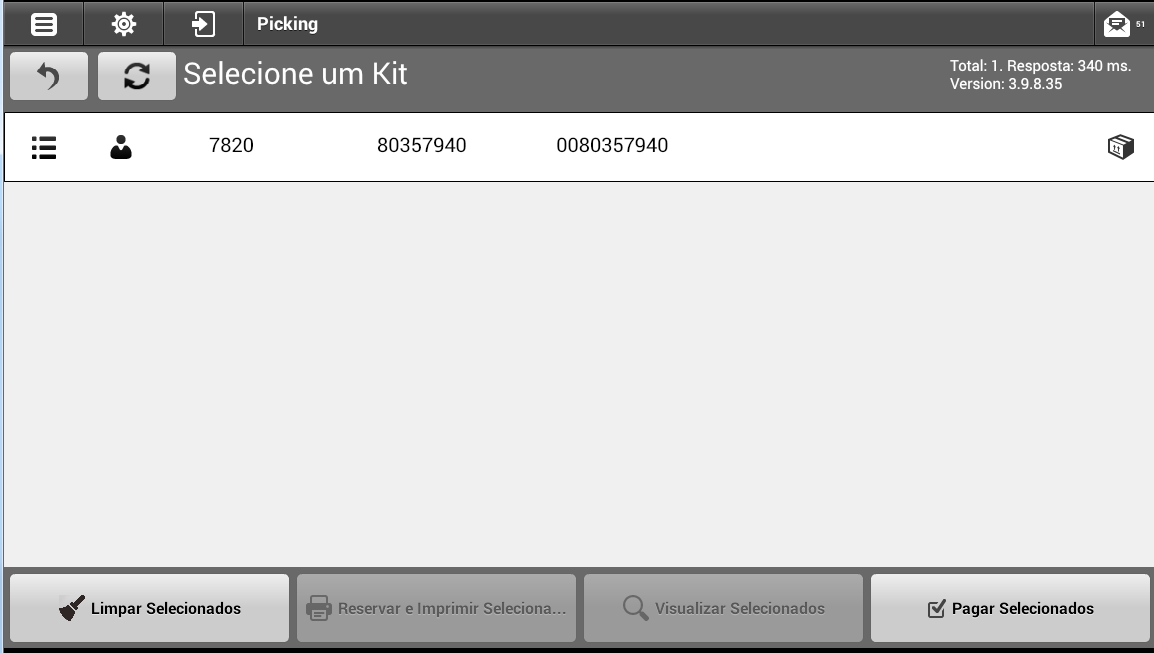 Picking
51
Selecione um Kit
Total: 1. Resposta: 340 ms.
Version: 3.9.8.35
7820 80357940 0080357940
Limpar Selecionados
Reservar e Imprimir Seleciona...
Visualizar Selecionados
Pagar Selecionados